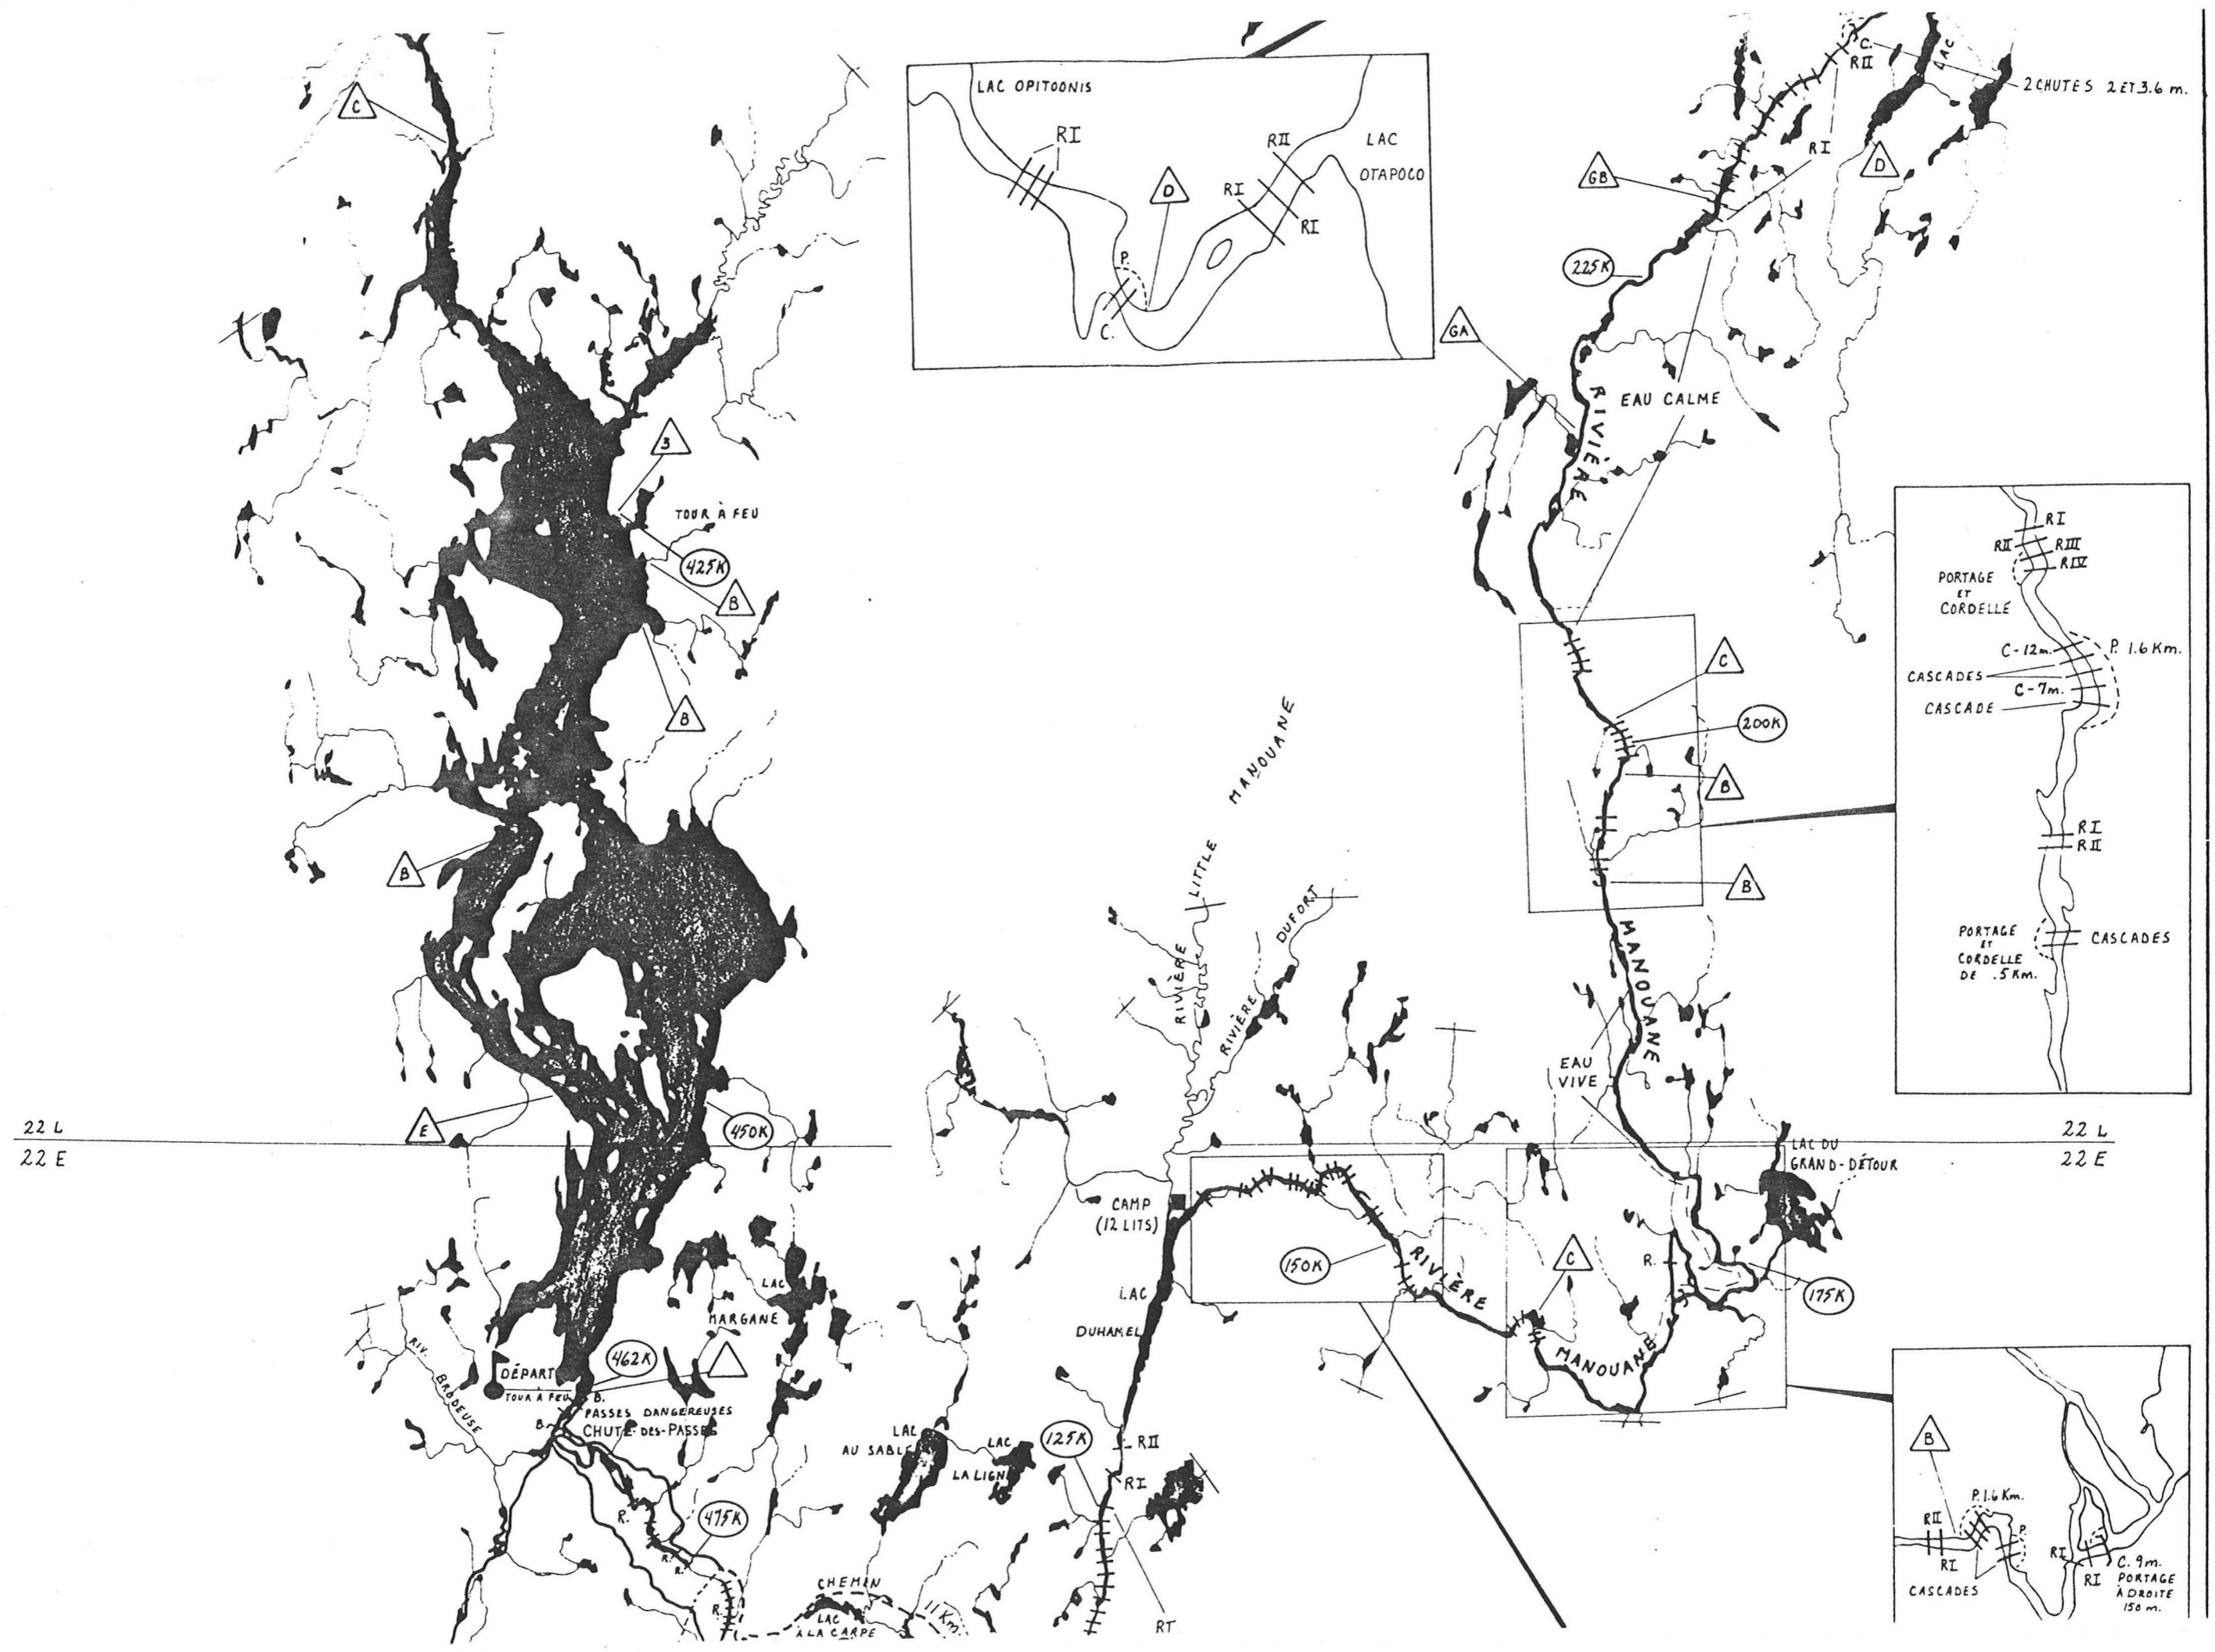 C
LAC OPITOONIS
RI
D
RII
LAC
OTAPOCO
RI
RI
P.
C.
C.
RII
LAC
2 CHUTES 2 ET 3.6 m.
RI
D
GB
225K
GA
EAU CALME
RIVIÈRE
3
TOUR À FEU
425K
B
B
B
E
450K
22 L
22 E
C
200K
B
B
MANOUANE
EAU
VIVE
RI
RII
RIII
RIV
PORTAGE
ET
CORDELLE
C-12m.
P. 1.6 Km.
CASCADES
C-7m.
CASCADE
RI
RII
PORTAGE
ET
CORDELLE
DE .5 Km.
CASCADES
22 L
22 E
RIVIÈRE LITTLE MANOUANE
RIVIÈRE DUFORT
CAMP
(12 LITS)
LAC
DUHAMEL
150K
RIVIÈRE
MANOUANE
C
R.
LAC DU
GRAND-DÉTOUR
175K
LAC
MARGANE
RIV. BRODEUSE
DÉPART
TOUR À FEU
462K
B.
PASSES DANGEREUSES
B.
CHUTE-DES-PASSES
R.
475K
R.
R.
R.
LAC
AU SABLE
LAC
LA LIGNE
125K
RII
RI
RT
CHEMIN
11 Km
LAC
À LA CARPE
B
P. 1.6 Km.
RII
RI
P.
CASCADES
RI
RI
C. 9m.
PORTAGE
À DROITE
150 m.